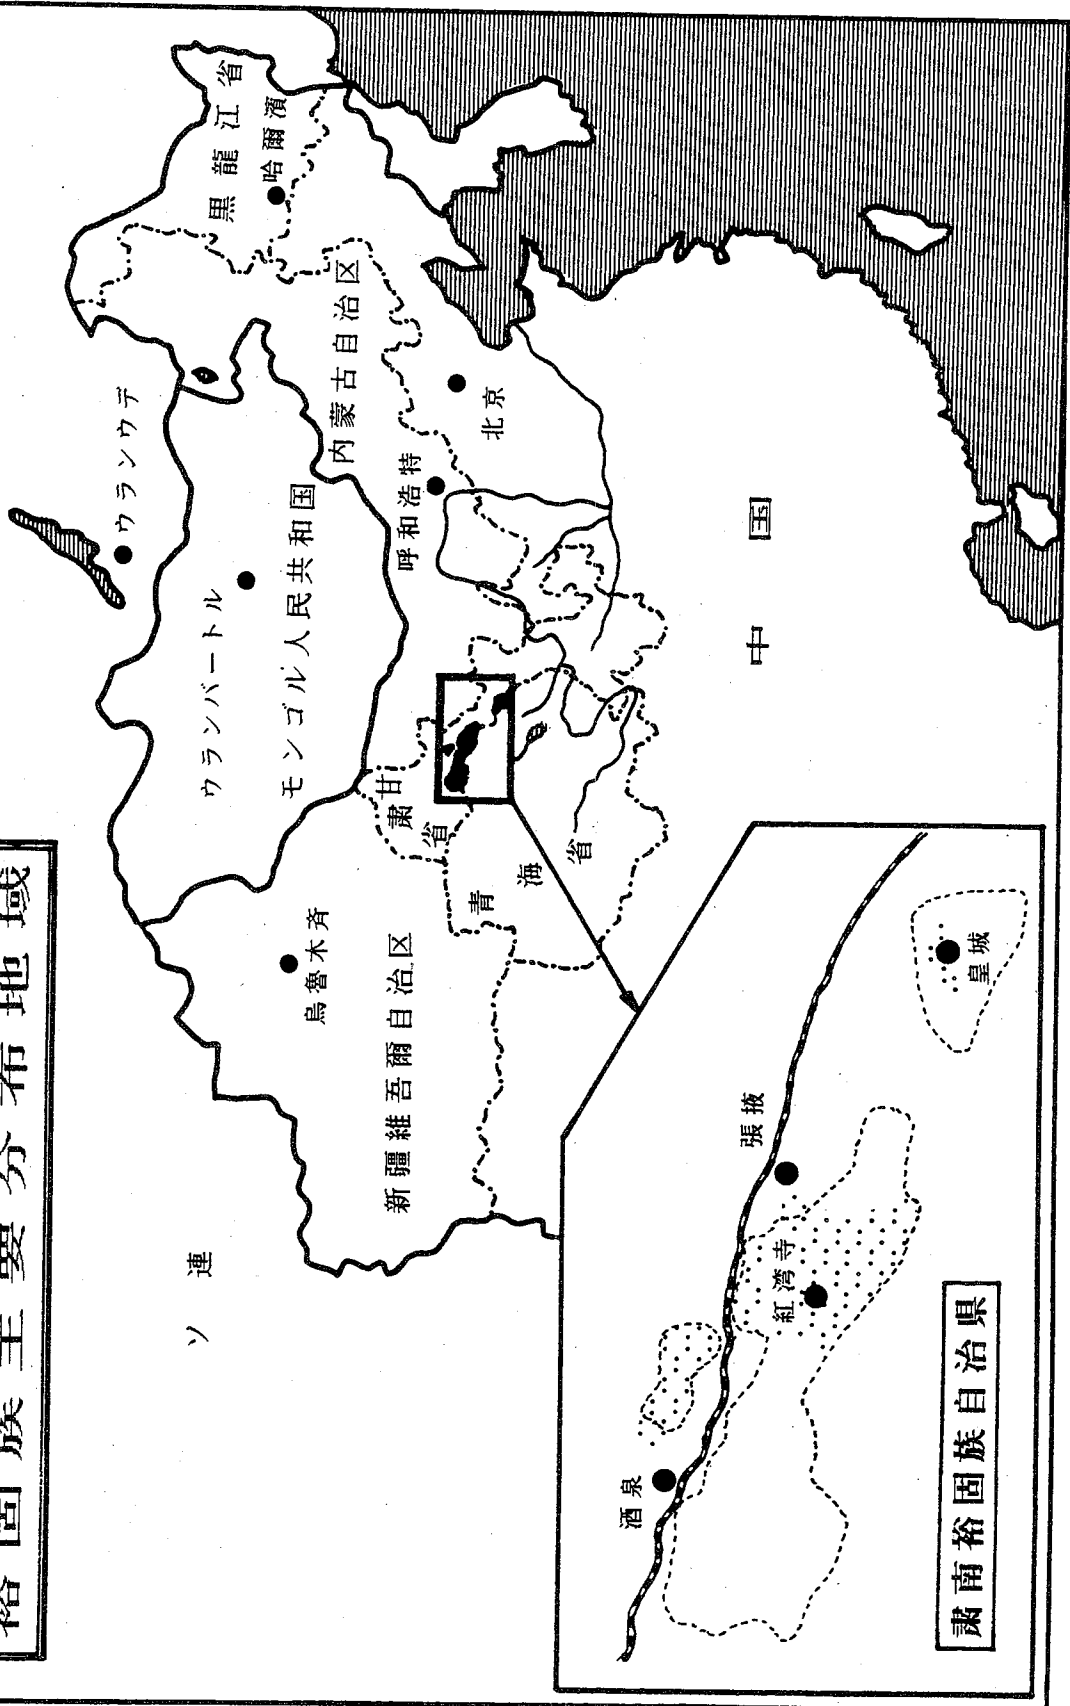 裕固族主要分布地域
ソ連
ウランウデ
ウランバートル
モンゴル人民共和国
黒龍江省
哈爾濱
内蒙古自治区
呼和浩特
北京
烏魯木斉
新疆維吾爾自治区
甘肅省
青海省
中国
酒泉
張掖
紅湾寺
皇城
肅南裕固族自治県